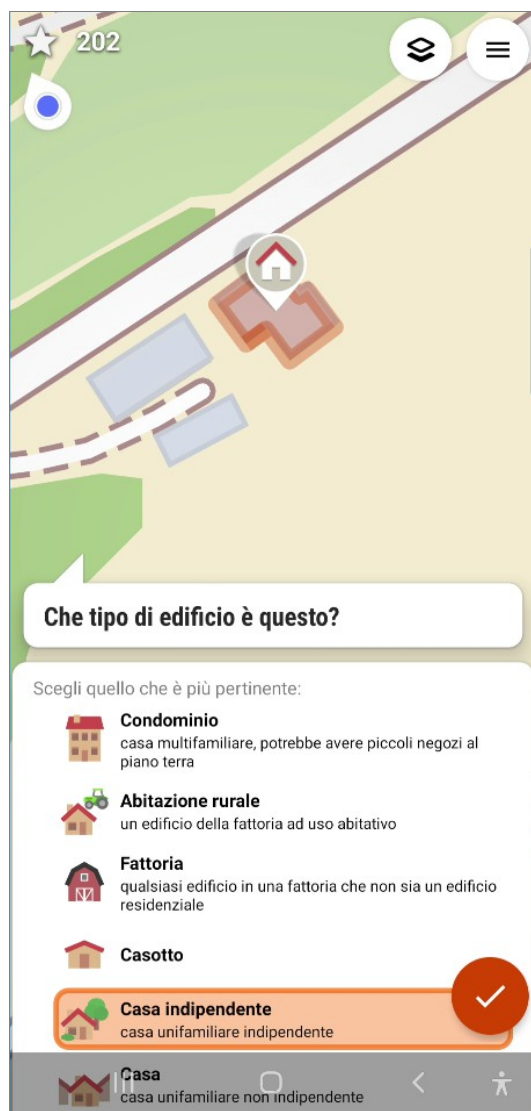 202
Che tipo di edificio è questo?
Scegli quello che è più pertinente:
Condominio
casa multifamiliare, potrebbe avere piccoli negozi al
piano terra
Abitazione rurale
un edificio della fattoria ad uso abitativo
Fattoria
qualsiasi edificio in una fattoria che non sia un edificio
residenziale
Casotto
Casa indipendente
casa unifamiliare indipendente
Casa
casa unifamiliare non indipendente